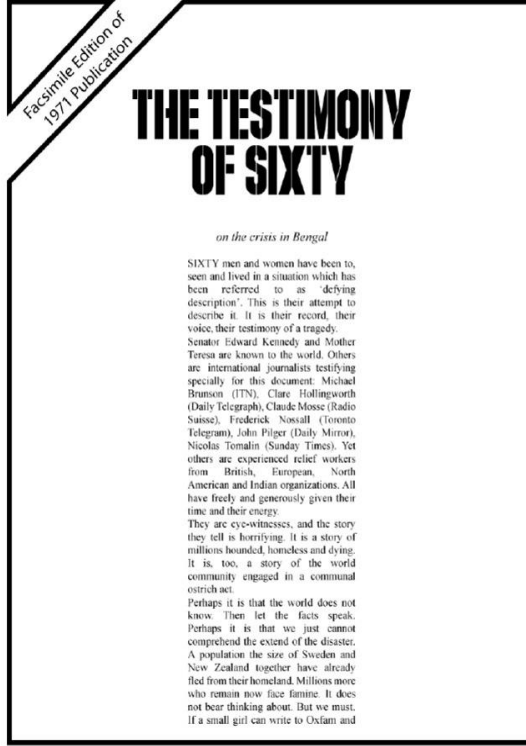 Facsimile Edition of
1971 Publication
THE TESTIMONY
OF SIXTY
on the crisis in Bengal
SIXTY men and women have been to,
seen and lived in a situation which has
been referred to as 'defying
description'. This is their attempt to
describe it. It is their record, their
voice, their testimony of a tragedy.
Senator Edward Kennedy and Mother
Teresa are known to the world. Others
are international journalists testifying
specially for this document: Michael
Brunson (ITN), Clare Hollingworth
(Daily Telegraph), Claude Mosse (Radio
Suisse), Frederick Nossall (Toronto
Telegram), John Pilger (Daily Mirror),
Nicolas Tomalin (Sunday Times). Yet
others are experienced relief workers
from British, European, North
American and Indian organizations. All
have freely and generously given their
time and their energy.
They are eye-witnesses, and the story
they tell is horrifying. It is a story of
millions hounded, homeless and dying.
It is, too, a story of the world
community engaged in a communal
ostrich act.
Perhaps it is that the world does not
know. Then let the facts speak.
Perhaps it is that we just cannot
comprehend the extend of the disaster.
A population the size of Sweden and
New Zealand together have already
fled from their homeland. Millions more
who remain now face famine. It does
not bear thinking about. But we must.
If a small girl can write to Oxfam and